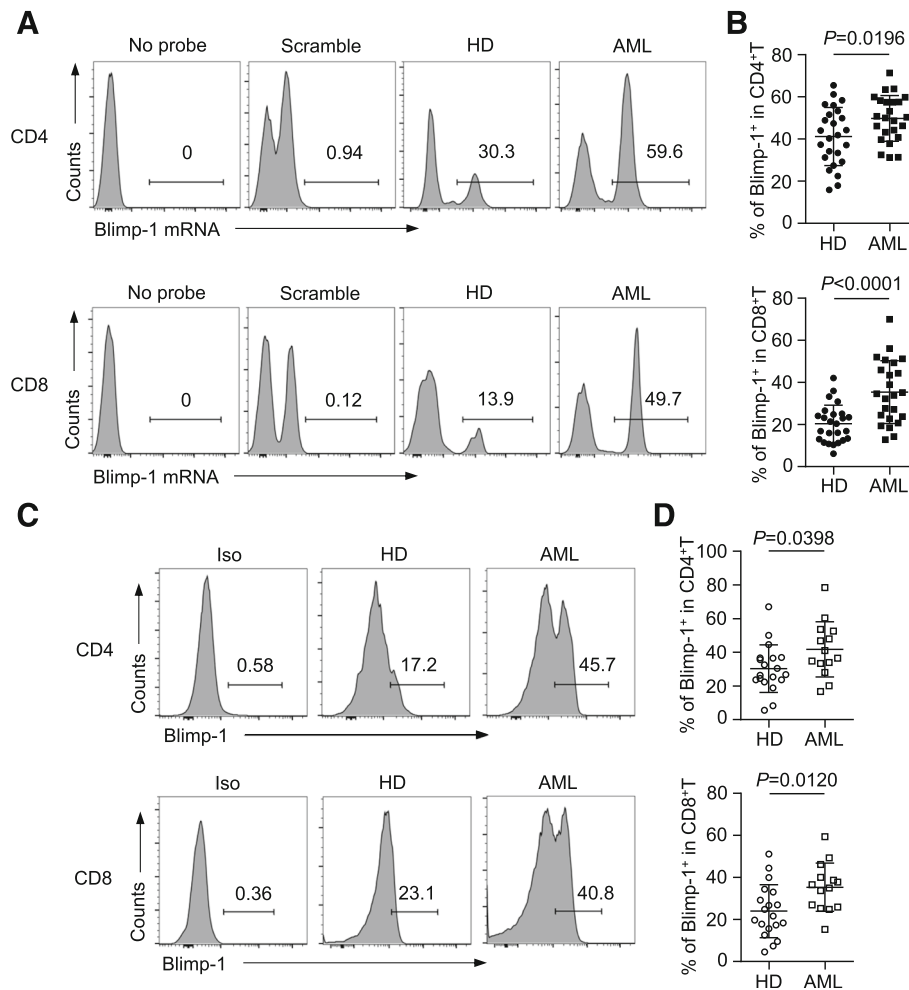 A
No probe Scramble HD AML
CD4
Counts
0 0.94 30.3 59.6
Blimp-1 mRNA
No probe Scramble HD AML
CD8
Counts
0 0.12 13.9 49.7
Blimp-1 mRNA
B
P=0.0196
% of Blimp-1⁺ in CD4⁺T
80
60
40
20
0
HD AML
P<0.0001
% of Blimp-1⁺ in CD8⁺T
80
60
40
20
0
HD AML
C
Iso HD AML
CD4
Counts
0.58 17.2 45.7
Blimp-1
Iso HD AML
CD8
Counts
0.36 23.1 40.8
Blimp-1
D
P=0.0398
% of Blimp-1⁺ in CD4⁺T
100
80
60
40
20
0
HD AML
P=0.0120
% of Blimp-1⁺ in CD8⁺T
80
60
40
20
0
HD AML